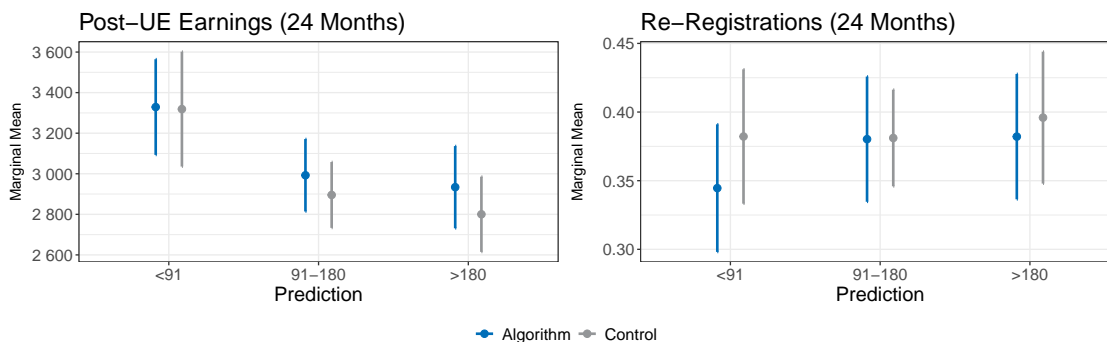 Post−UE Earnings (24 Months)
Marginal Mean
3 600
3 400
3 200
3 000
2 800
2 600
<91
91−180
>180
Prediction
Re−Registrations (24 Months)
Marginal Mean
0.45
0.40
0.35
0.30
<91
91−180
>180
Prediction
Algorithm
Control